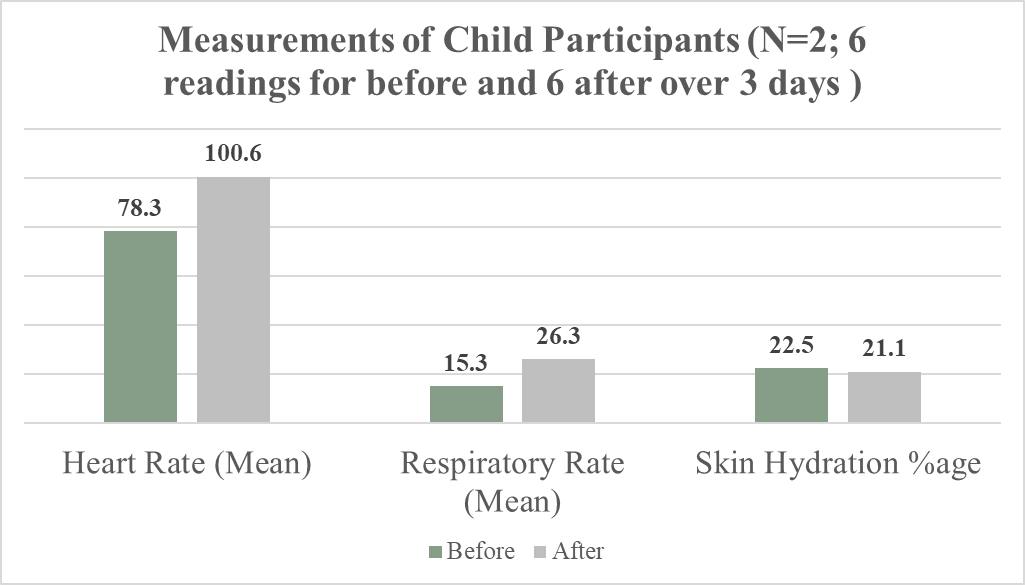 Measurements of Child Participants (N=2; 6
readings for before and 6 after over 3 days )
78.3
100.6
15.3
26.3
22.5
21.1
Heart Rate (Mean)
Respiratory Rate
(Mean)
Skin Hydration %age
Before
After